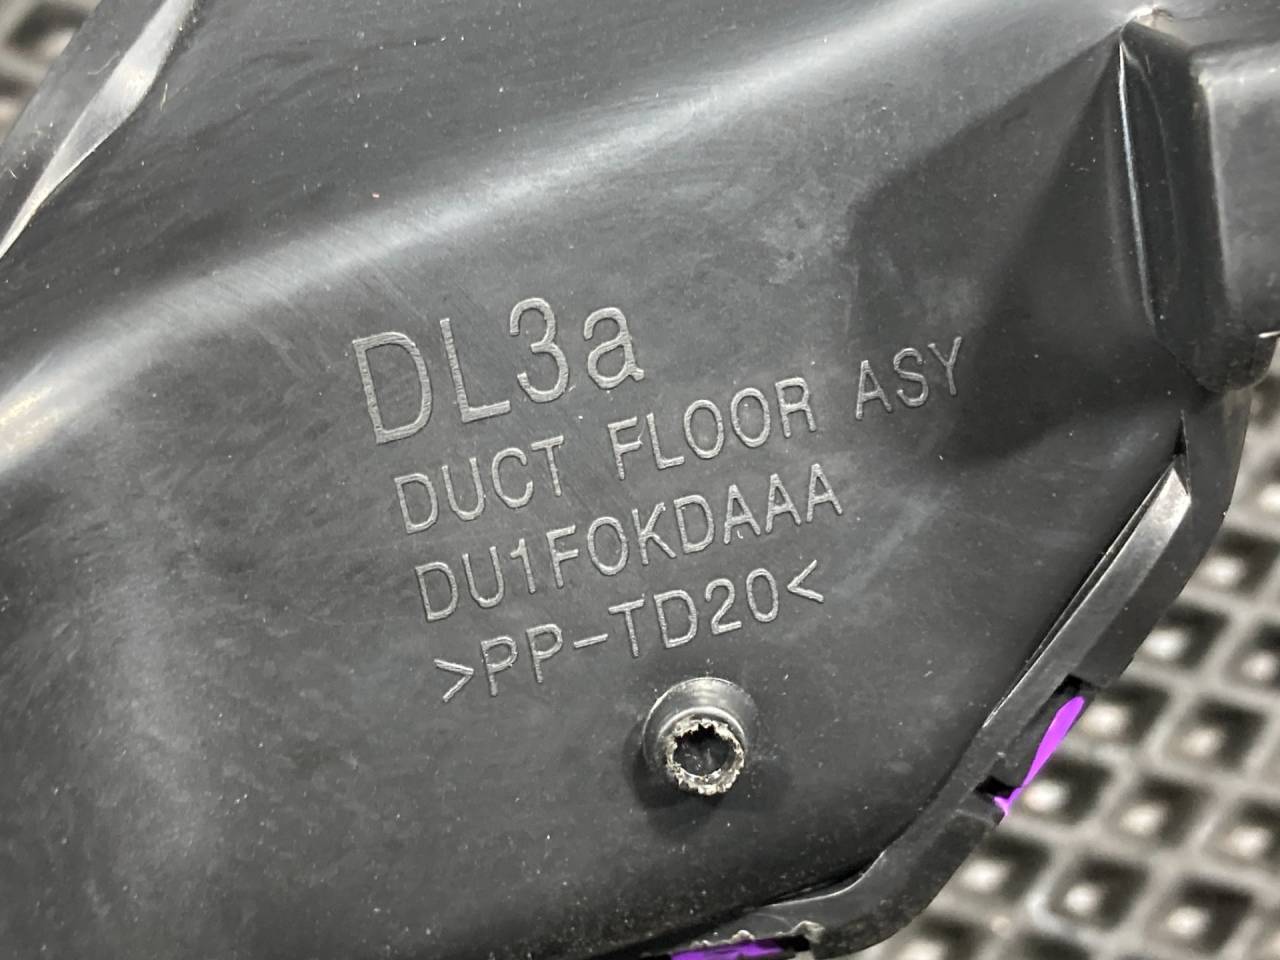 DL3a
DUCT FLOOR ASY
DU1F0KDAAA
>PP-TD20<